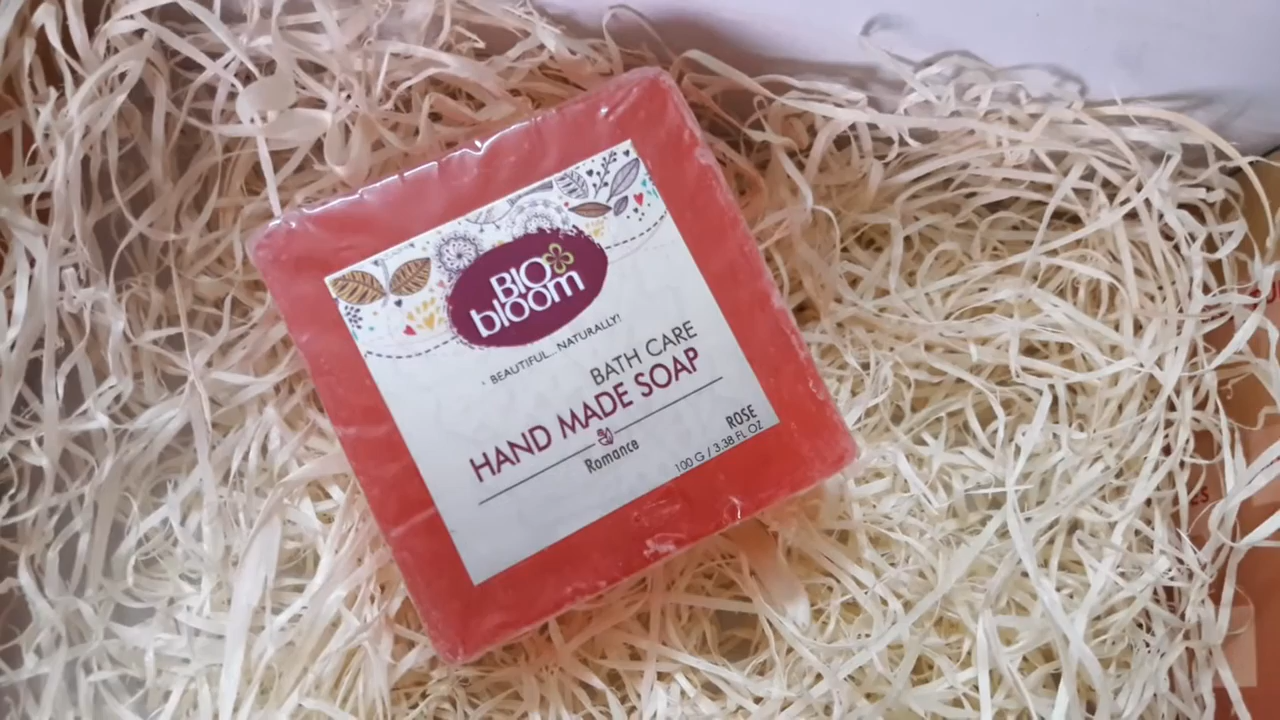 BIO
bloom
BEAUTIFUL... NATURALLY!
BATH CARE
HAND MADE SOAP
Romance
ROSE
100 G / 3.38 FL OZ